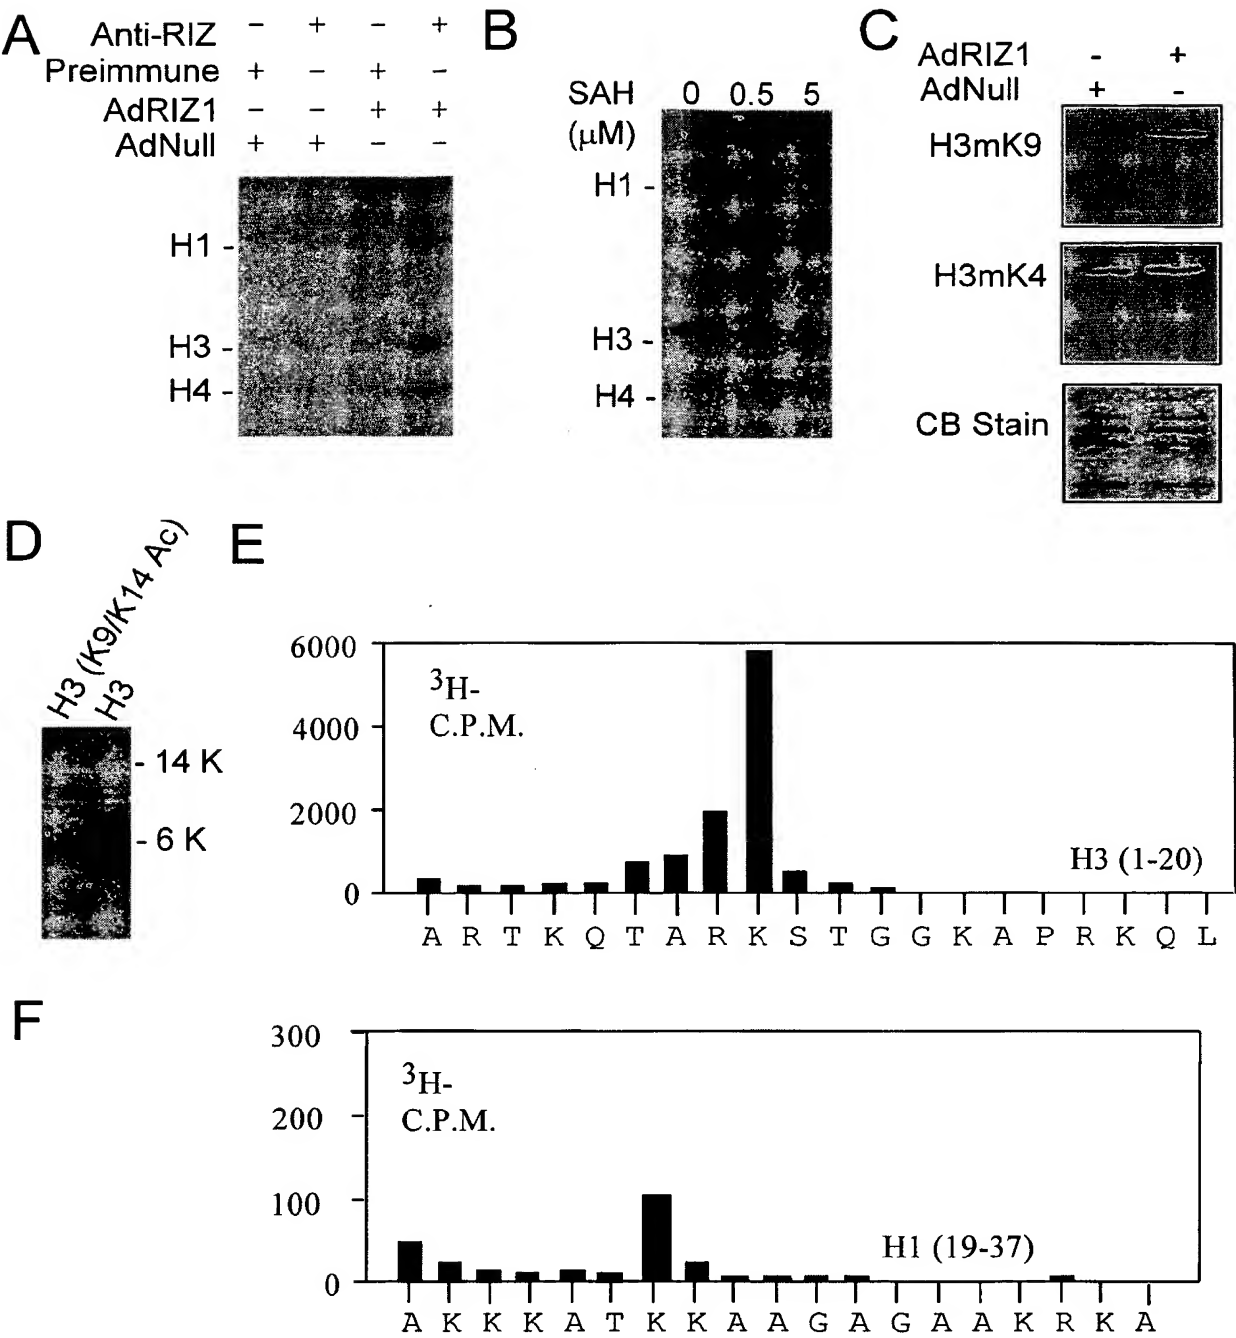 A
Anti-RIZ - + - +
Preimmune + - + -
AdRIZ1 - - + +
AdNull + + - -
H1 -
H3 -
H4 -
B
SAH 0 0.5 5
(μM)
H1 -
H3 -
H4 -
C
AdRIZ1 - +
AdNull + -
H3mK9
H3mK4
CB Stain
D
H3 (K9/K14 Ac)
H3
- 14 K
- 6 K
E
6000
4000
2000
0
3H-
C.P.M.
H3 (1-20)
A R T K Q T A R K S T G G K A P R K Q L
F
300
200
100
0
3H-
C.P.M.
H1 (19-37)
A K K K A T K K A A G A G A A K R K A